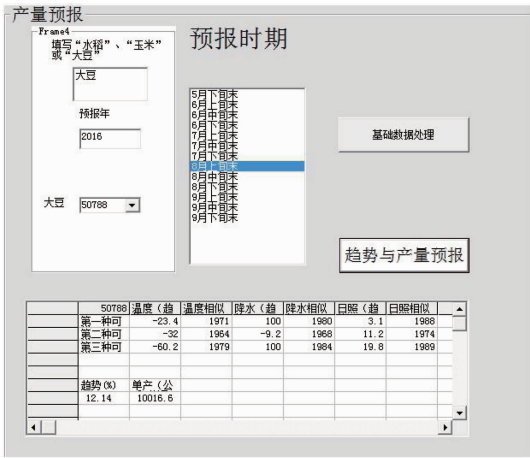 产量预报
Frame4
填写“水稻”、“玉米”
或“大豆”
大豆
预报年
2016
大豆 50788
预报时期
5月下旬末
6月上旬末
6月中旬末
6月下旬末
7月上旬末
7月中旬末
7月下旬末
8月上旬末
8月中旬末
8月下旬末
9月上旬末
9月中旬末
9月下旬末
基础数据处理
趋势与产量预报
50788 温度（趋 温度相似 降水（趋 降水相似 日照（趋 日照相似
第一种可 -23.4 1971 100 1980 3.1 1988
第二种可 -32 1964 -9.2 1968 11.2 1974
第三种可 -60.2 1979 100 1984 19.8 1989
趋势(%) 单产（公
12.14 10016.6